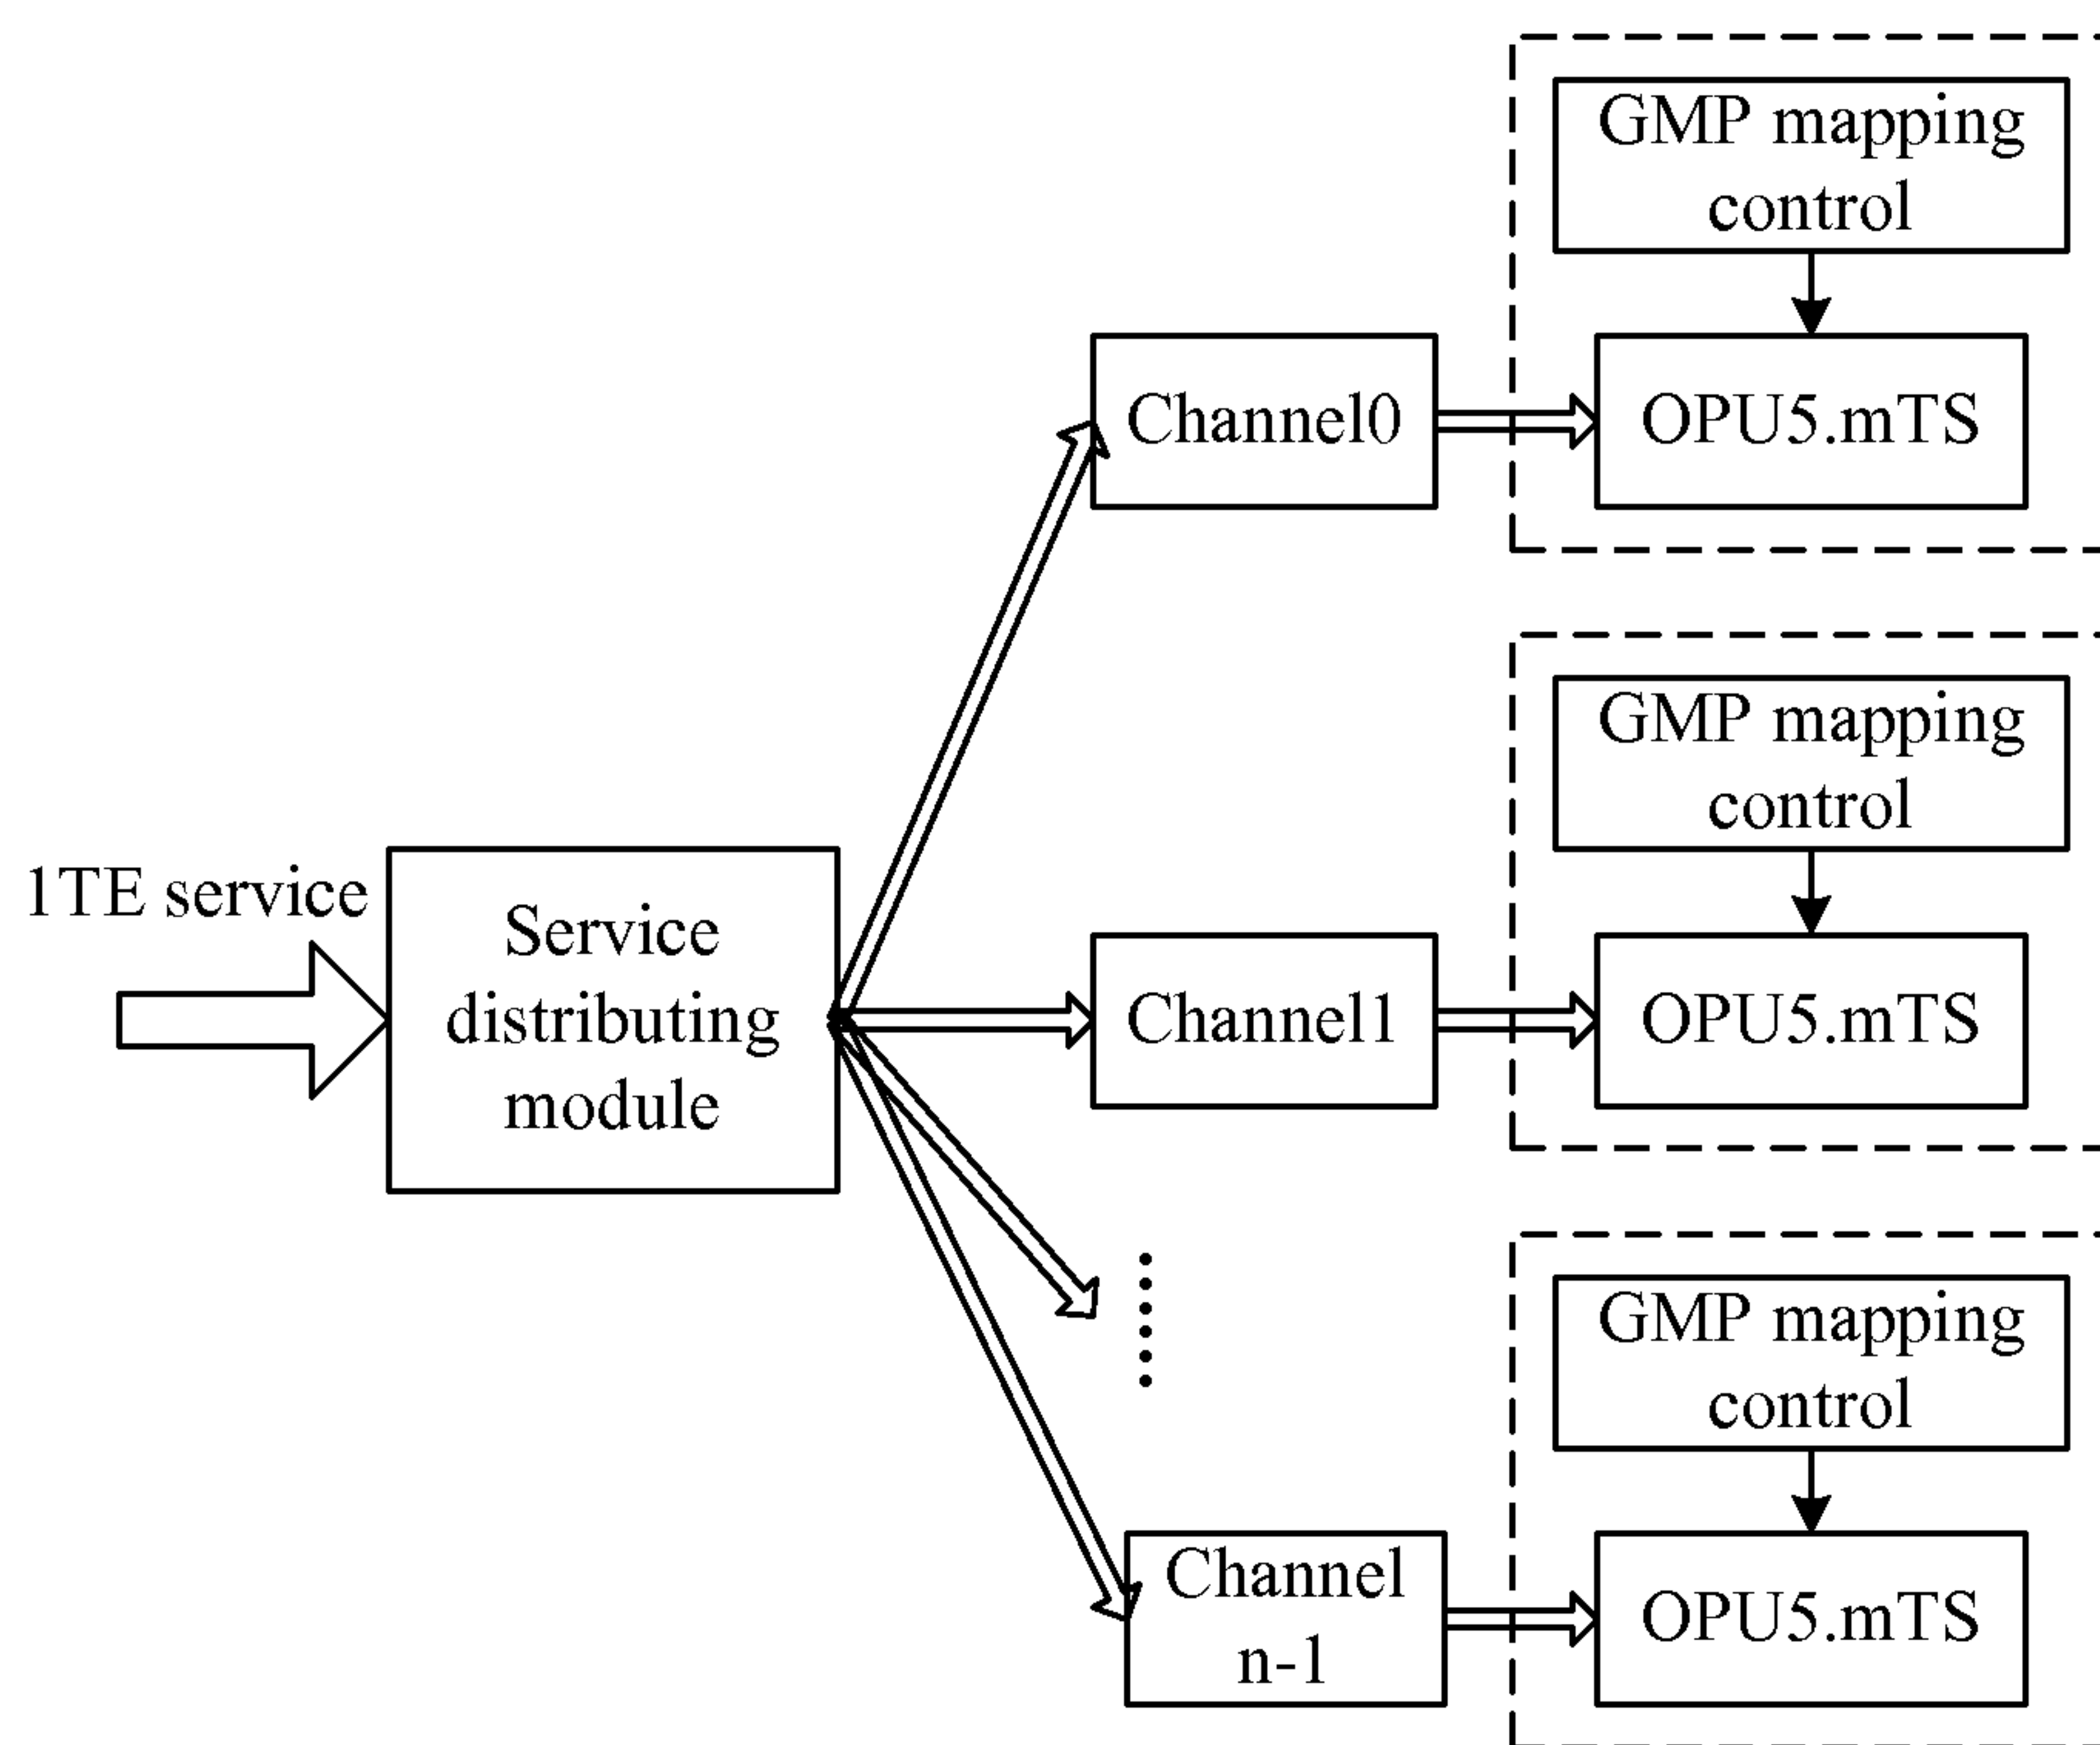 GMP mapping
control
Channel0
OPU5.mTS
GMP mapping
control
1TE service
Service
distributing
module
Channel1
OPU5.mTS
GMP mapping
control
Channel
n-1
OPU5.mTS